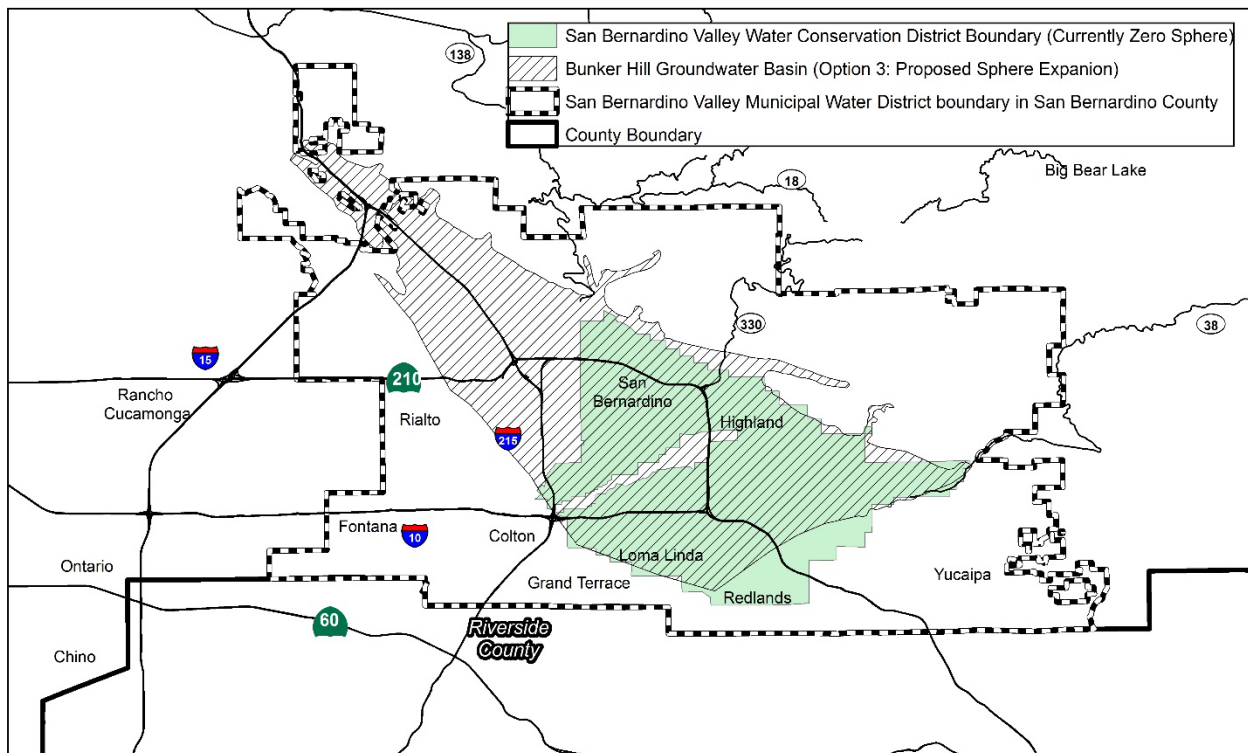 San Bernardino Valley Water Conservation District Boundary (Currently Zero Sphere)
Bunker Hill Groundwater Basin (Option 3: Proposed Sphere Expanion)
San Bernardino Valley Municipal Water District boundary in San Bernardino County
County Boundary
138
Big Bear Lake
18
330
38
15
Rancho
Cucamonga
210
Rialto
San
Bernardino
Highland
215
Fontana
10
Colton
Loma Linda
Ontario
Grand Terrace
Redlands
Yucaipa
60
Riverside
County
Chino